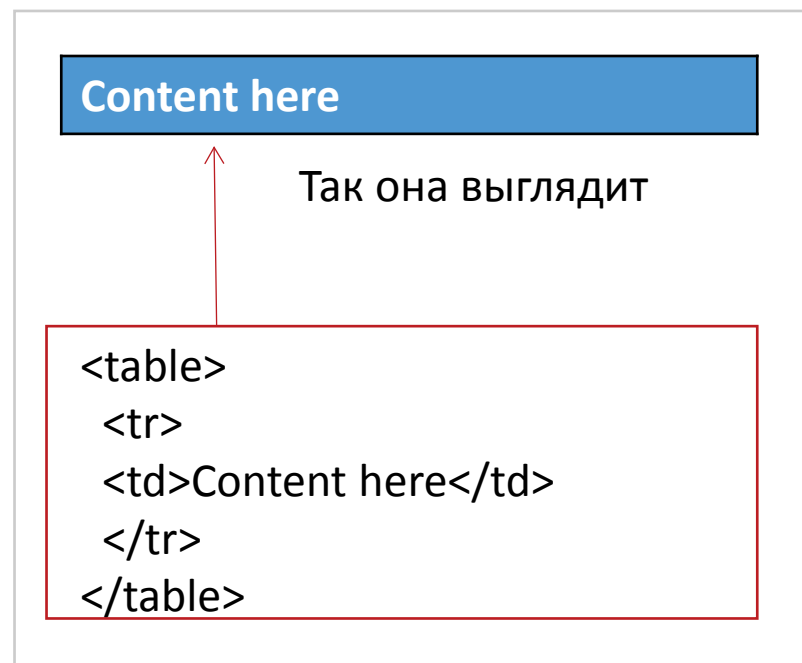 Content here
Так она выглядит
<table>
<tr>
<td>Content here</td>
</tr>
</table>